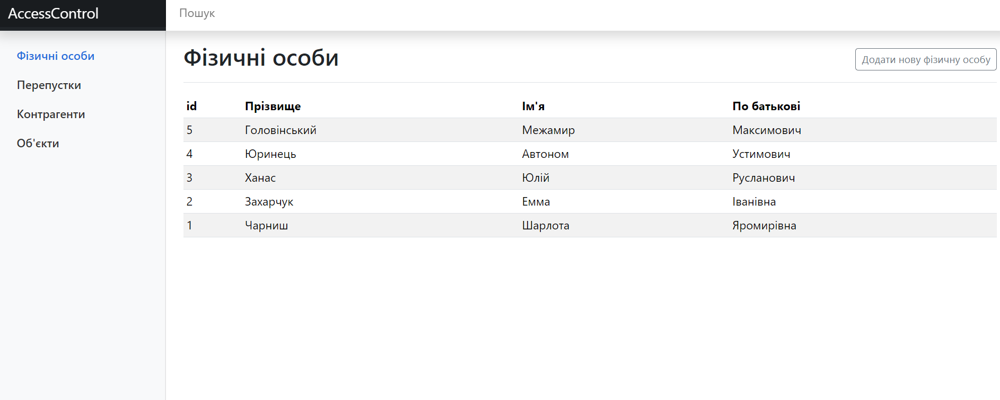 AccessControl
Пошук
Фізичні особи
Перепустки
Контрагенти
Об'єкти
Фізичні особи
Додати нову фізичну особу
id Прізвище Ім'я По батькові
5 Головінський Межамир Максимович
4 Юринець Автоном Устимович
3 Ханас Юлій Русланович
2 Захарчук Емма Іванівна
1 Чарниш Шарлота Яромирівна